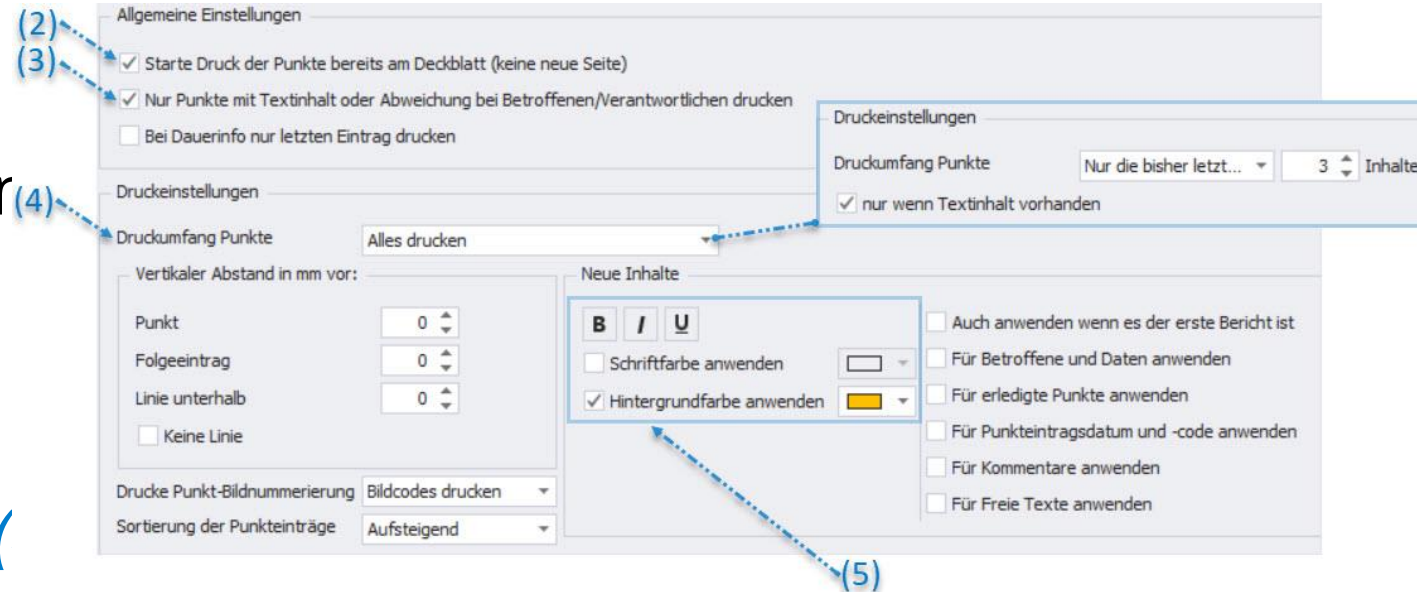 (2)
(3)
Allgemeine Einstellungen
Starte Druck der Punkte bereits am Deckblatt (keine neue Seite)
Nur Punkte mit Textinhalt oder Abweichung bei Betroffenen/Verantwortlichen drucken
Bei Dauerinfo nur letzten Eintrag drucken
Druckeinstellungen
Druckumfang Punkte Nur die bisher letzt... 3 Inhalte
nur wenn Textinhalt vorhanden
r
(4)
Druckeinstellungen
Druckumfang Punkte Alles drucken
Vertikaler Abstand in mm vor:
Punkt 0
Folgeeintrag 0
Linie unterhalb 0
Keine Linie
Drucke Punkt-Bildnummerierung Bildcodes drucken
Sortierung der Punkteinträge Aufsteigend
Neue Inhalte
B I U
Schriftfarbe anwenden
Hintergrundfarbe anwenden
Auch anwenden wenn es der erste Bericht ist
Für Betroffene und Daten anwenden
Für erledigte Punkte anwenden
Für Punkteintragsdatum und -code anwenden
Für Kommentare anwenden
Für Freie Texte anwenden
(
(5)